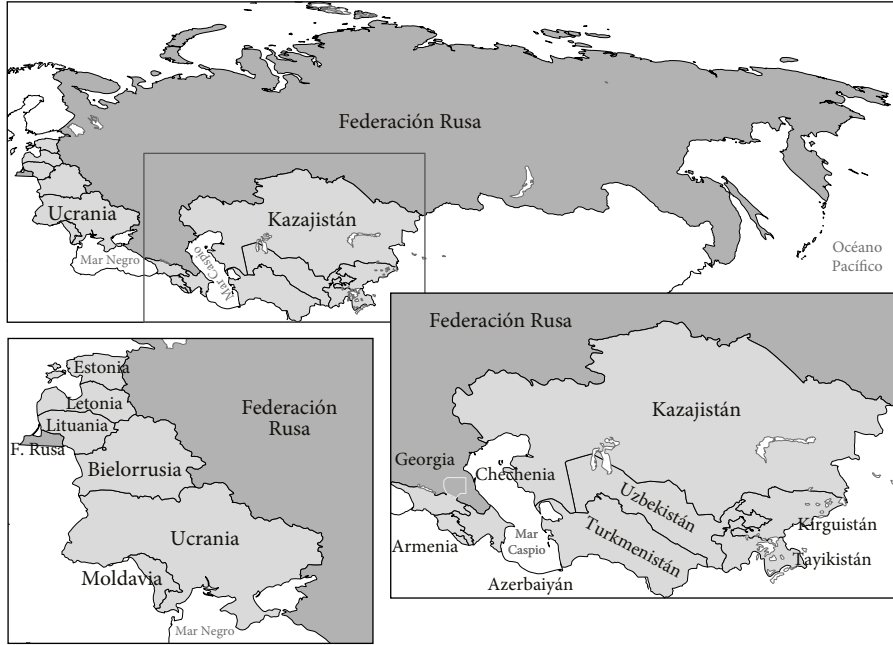 Federación Rusa
Ucrania
Kazajistán
Mar Negro
Mar Caspio
Océano
Pacífico
Estonia
Letonia
Lituania
F. Rusa
Bielorrusia
Federación
Rusa
Ucrania
Moldavia
Mar Negro
Federación Rusa
Kazajistán
Georgia
Chechenia
Uzbekistán
Turkmenistán
Kirguistán
Tayikistán
Armenia
Mar
Caspio
Azerbaiyán